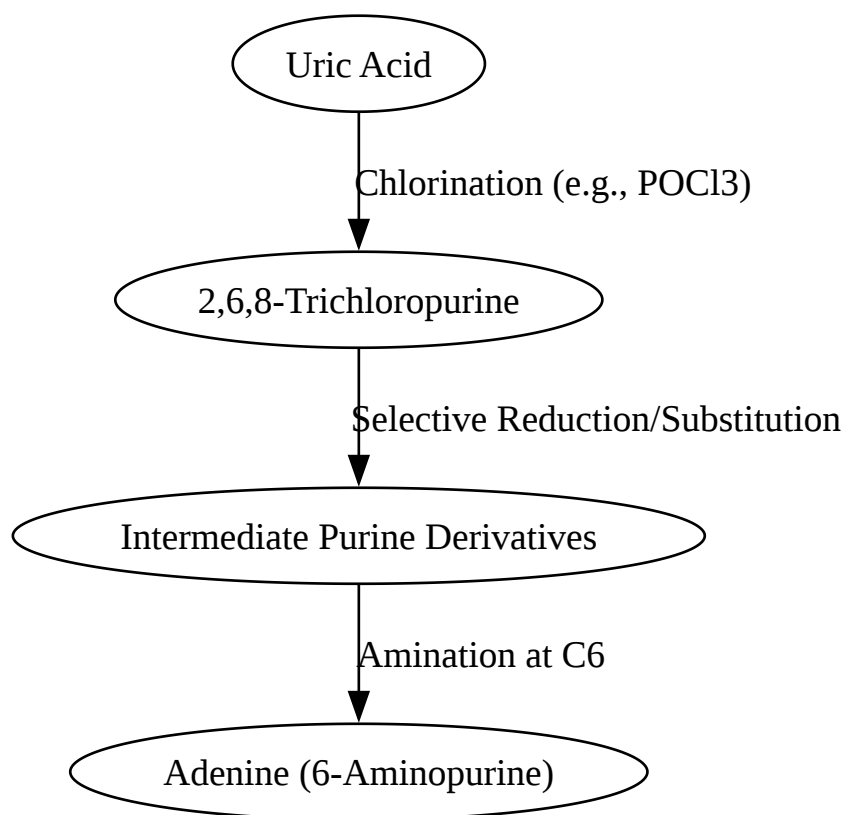 Uric Acid
Chlorination (e.g., POCl3)
2,6,8-Trichloropurine
Selective Reduction/Substitution
Intermediate Purine Derivatives
Amination at C6
Adenine (6-Aminopurine)